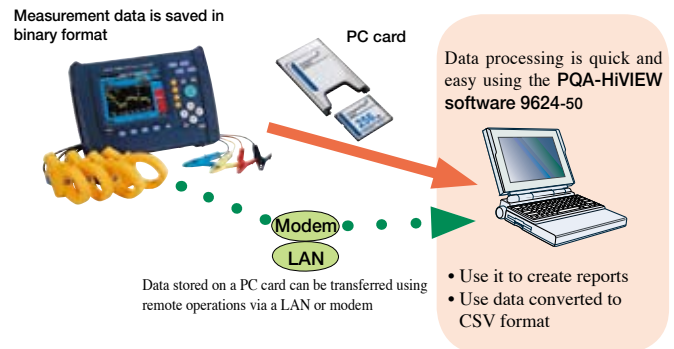 Measurement data is saved in
binary format
PC card
Data processing is quick and
easy using the PQA-HiVIEW
software 9624-50
Modem
LAN
Data stored on a PC card can be transferred using
remote operations via a LAN or modem
• Use it to create reports
• Use data converted to
CSV format